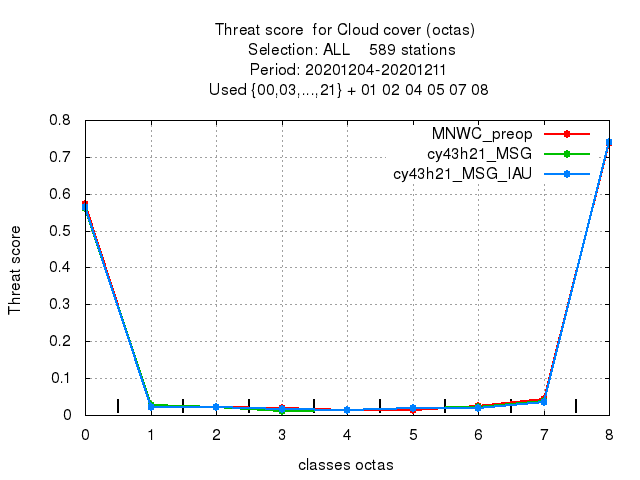 Threat score  for Cloud cover (octas)
Selection: ALL    589 stations
Period: 20201204-20201211
Used {00,03,...,21} + 01 02 04 05 07 08
MNWC_preop
cy43h21_MSG
cy43h21_MSG_IAU
Threat score
0.8
0.7
0.6
0.5
0.4
0.3
0.2
0.1
0
0 1 2 3 4 5 6 7 8
classes octas